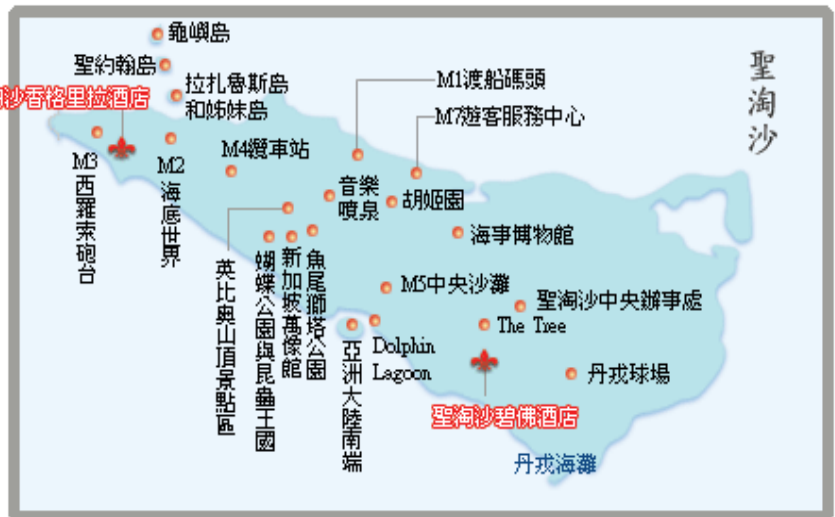 龜嶼島
聖淘沙
聖約翰島
拉扎魯斯島
和姊妹島
M1渡船碼頭
沙香格里拉酒店
M7遊客服務中心
M4纜車站
M3西羅索砲台
M2海底世界
音樂
噴泉
胡姬園
海事博物館
英比奧山頂景點區
蝴蝶公園與昆蟲王國
新加坡萬像館
魚尾獅塔公園
M5中央沙灘
聖淘沙中央辦事處
The Tree
亞洲大陸南端
Dolphin
Lagoon
丹戎球場
聖淘沙碧佛酒店
丹戎海灘